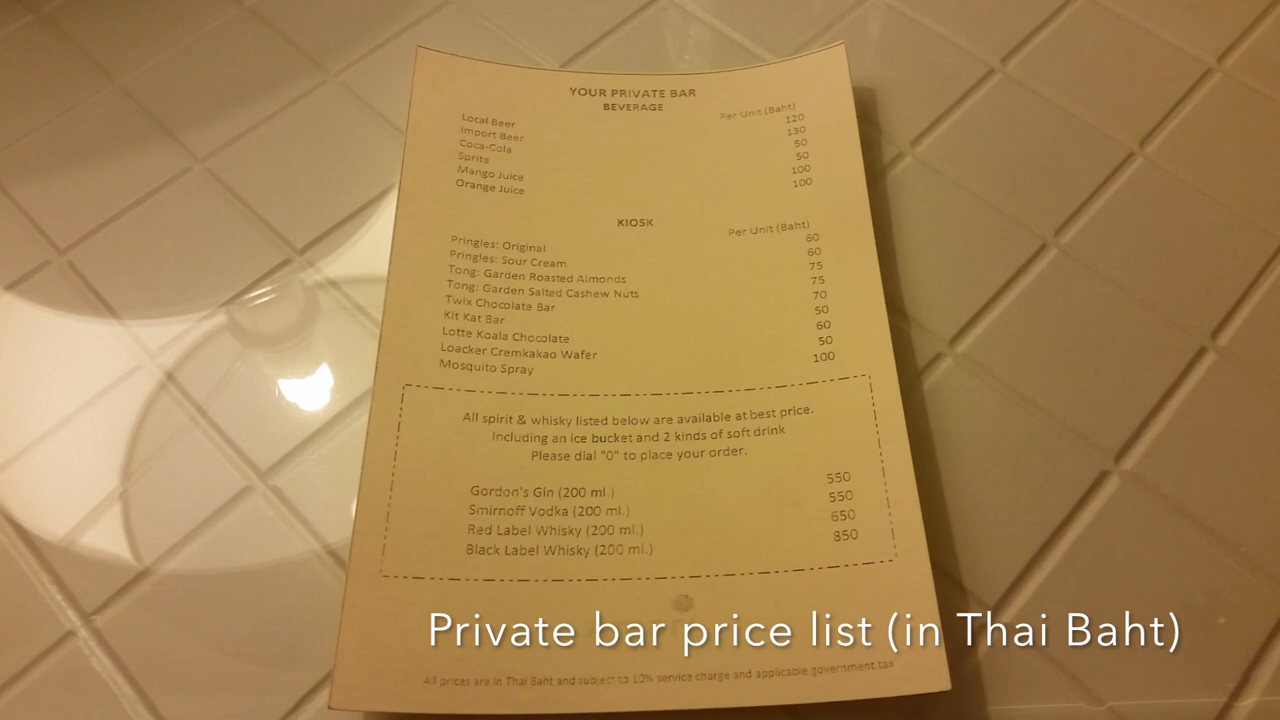 YOUR PRIVATE BAR
BEVERAGE
Per Unit (Baht)
Local Beer 120
Import Beer 130
Coca-Cola 50
Sprite 50
Mango Juice 100
Orange Juice 100
KIOSK
Per Unit (Baht)
Pringles: Original 60
Pringles: Sour Cream 60
Tong: Garden Roasted Almonds 75
Tong: Garden Salted Cashew Nuts 75
Twix Chocolate Bar 70
Kit Kat Bar 50
Lotte Koala Chocolate 60
Loacker Cremkakao Wafer 50
Mosquito Spray 100
All spirit & whisky listed below are available at best price.
Including an ice bucket and 2 kinds of soft drink
Please dial "0" to place your order.
Gordon's Gin (200 ml.) 550
Smirnoff Vodka (200 ml.) 550
Red Label Whisky (200 ml.) 650
Black Label Whisky (200 ml.) 850
Private bar price list (in Thai Baht)
All prices are in Thai Baht and subject to 10% service charge and applicable government tax